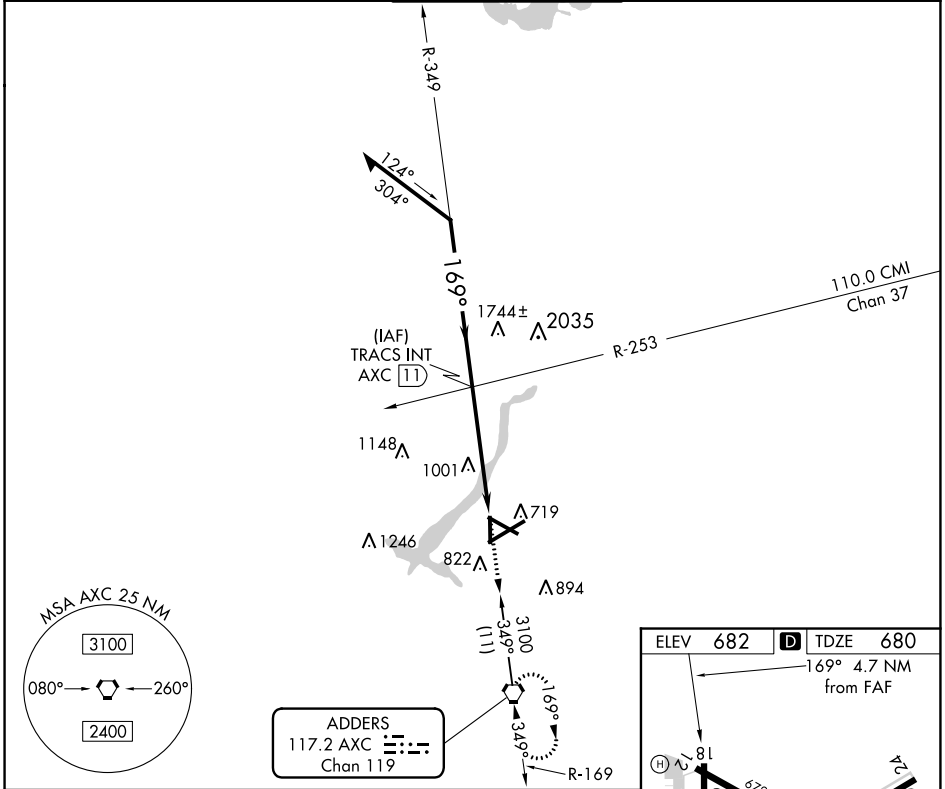 R-349
124°
304°
169°
1744±
2035
110.0 CMI
Chan 37
R-253
(IAF)
TRACS INT
AXC 11
1148
1001
719
1246
822
894
3100
349°
(11)
169°
349°
R-169
MSA AXC 25 NM
3100
080°
260°
2400
ADDERS
117.2 AXC
Chan 119
ELEV 682 D TDZE 680
169° 4.7 NM
from FAF
H
18
12
24
679